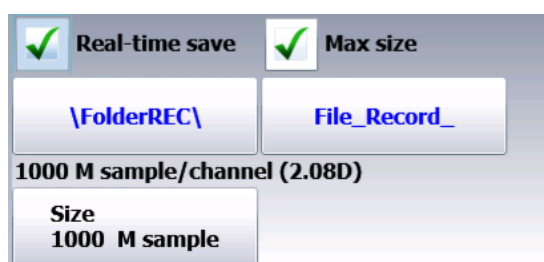 Real-time save
Max size
\FolderREC\
File_Record_
1000 M sample/channel (2.08D)
Size
1000 M sample